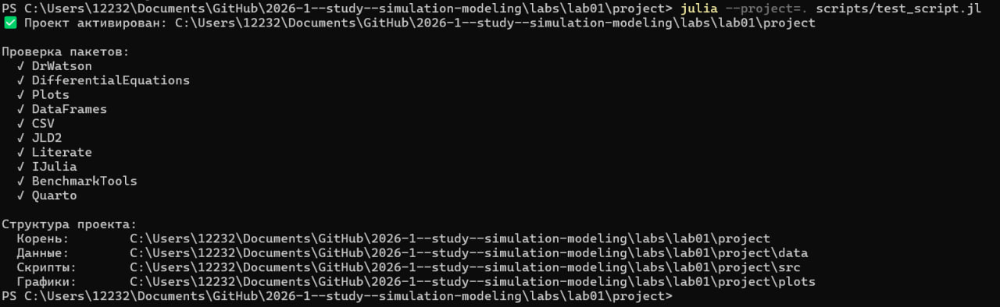 PS C:\Users\12232\Documents\GitHub\2026-1--study--simulation-modeling\labs\lab01\project> julia --project=. scripts/test_script.jl
✅ Проект активирован: C:\Users\12232\Documents\GitHub\2026-1--study--simulation-modeling\labs\lab01\project
Проверка пакетов:
✓ DrWatson
✓ DifferentialEquations
✓ Plots
✓ DataFrames
✓ CSV
✓ JLD2
✓ Literate
✓ IJulia
✓ BenchmarkTools
✓ Quarto
Структура проекта:
Корень: C:\Users\12232\Documents\GitHub\2026-1--study--simulation-modeling\labs\lab01\project
Данные: C:\Users\12232\Documents\GitHub\2026-1--study--simulation-modeling\labs\lab01\project\data
Скрипты: C:\Users\12232\Documents\GitHub\2026-1--study--simulation-modeling\labs\lab01\project\src
Графики: C:\Users\12232\Documents\GitHub\2026-1--study--simulation-modeling\labs\lab01\project\plots
PS C:\Users\12232\Documents\GitHub\2026-1--study--simulation-modeling\labs\lab01\project>